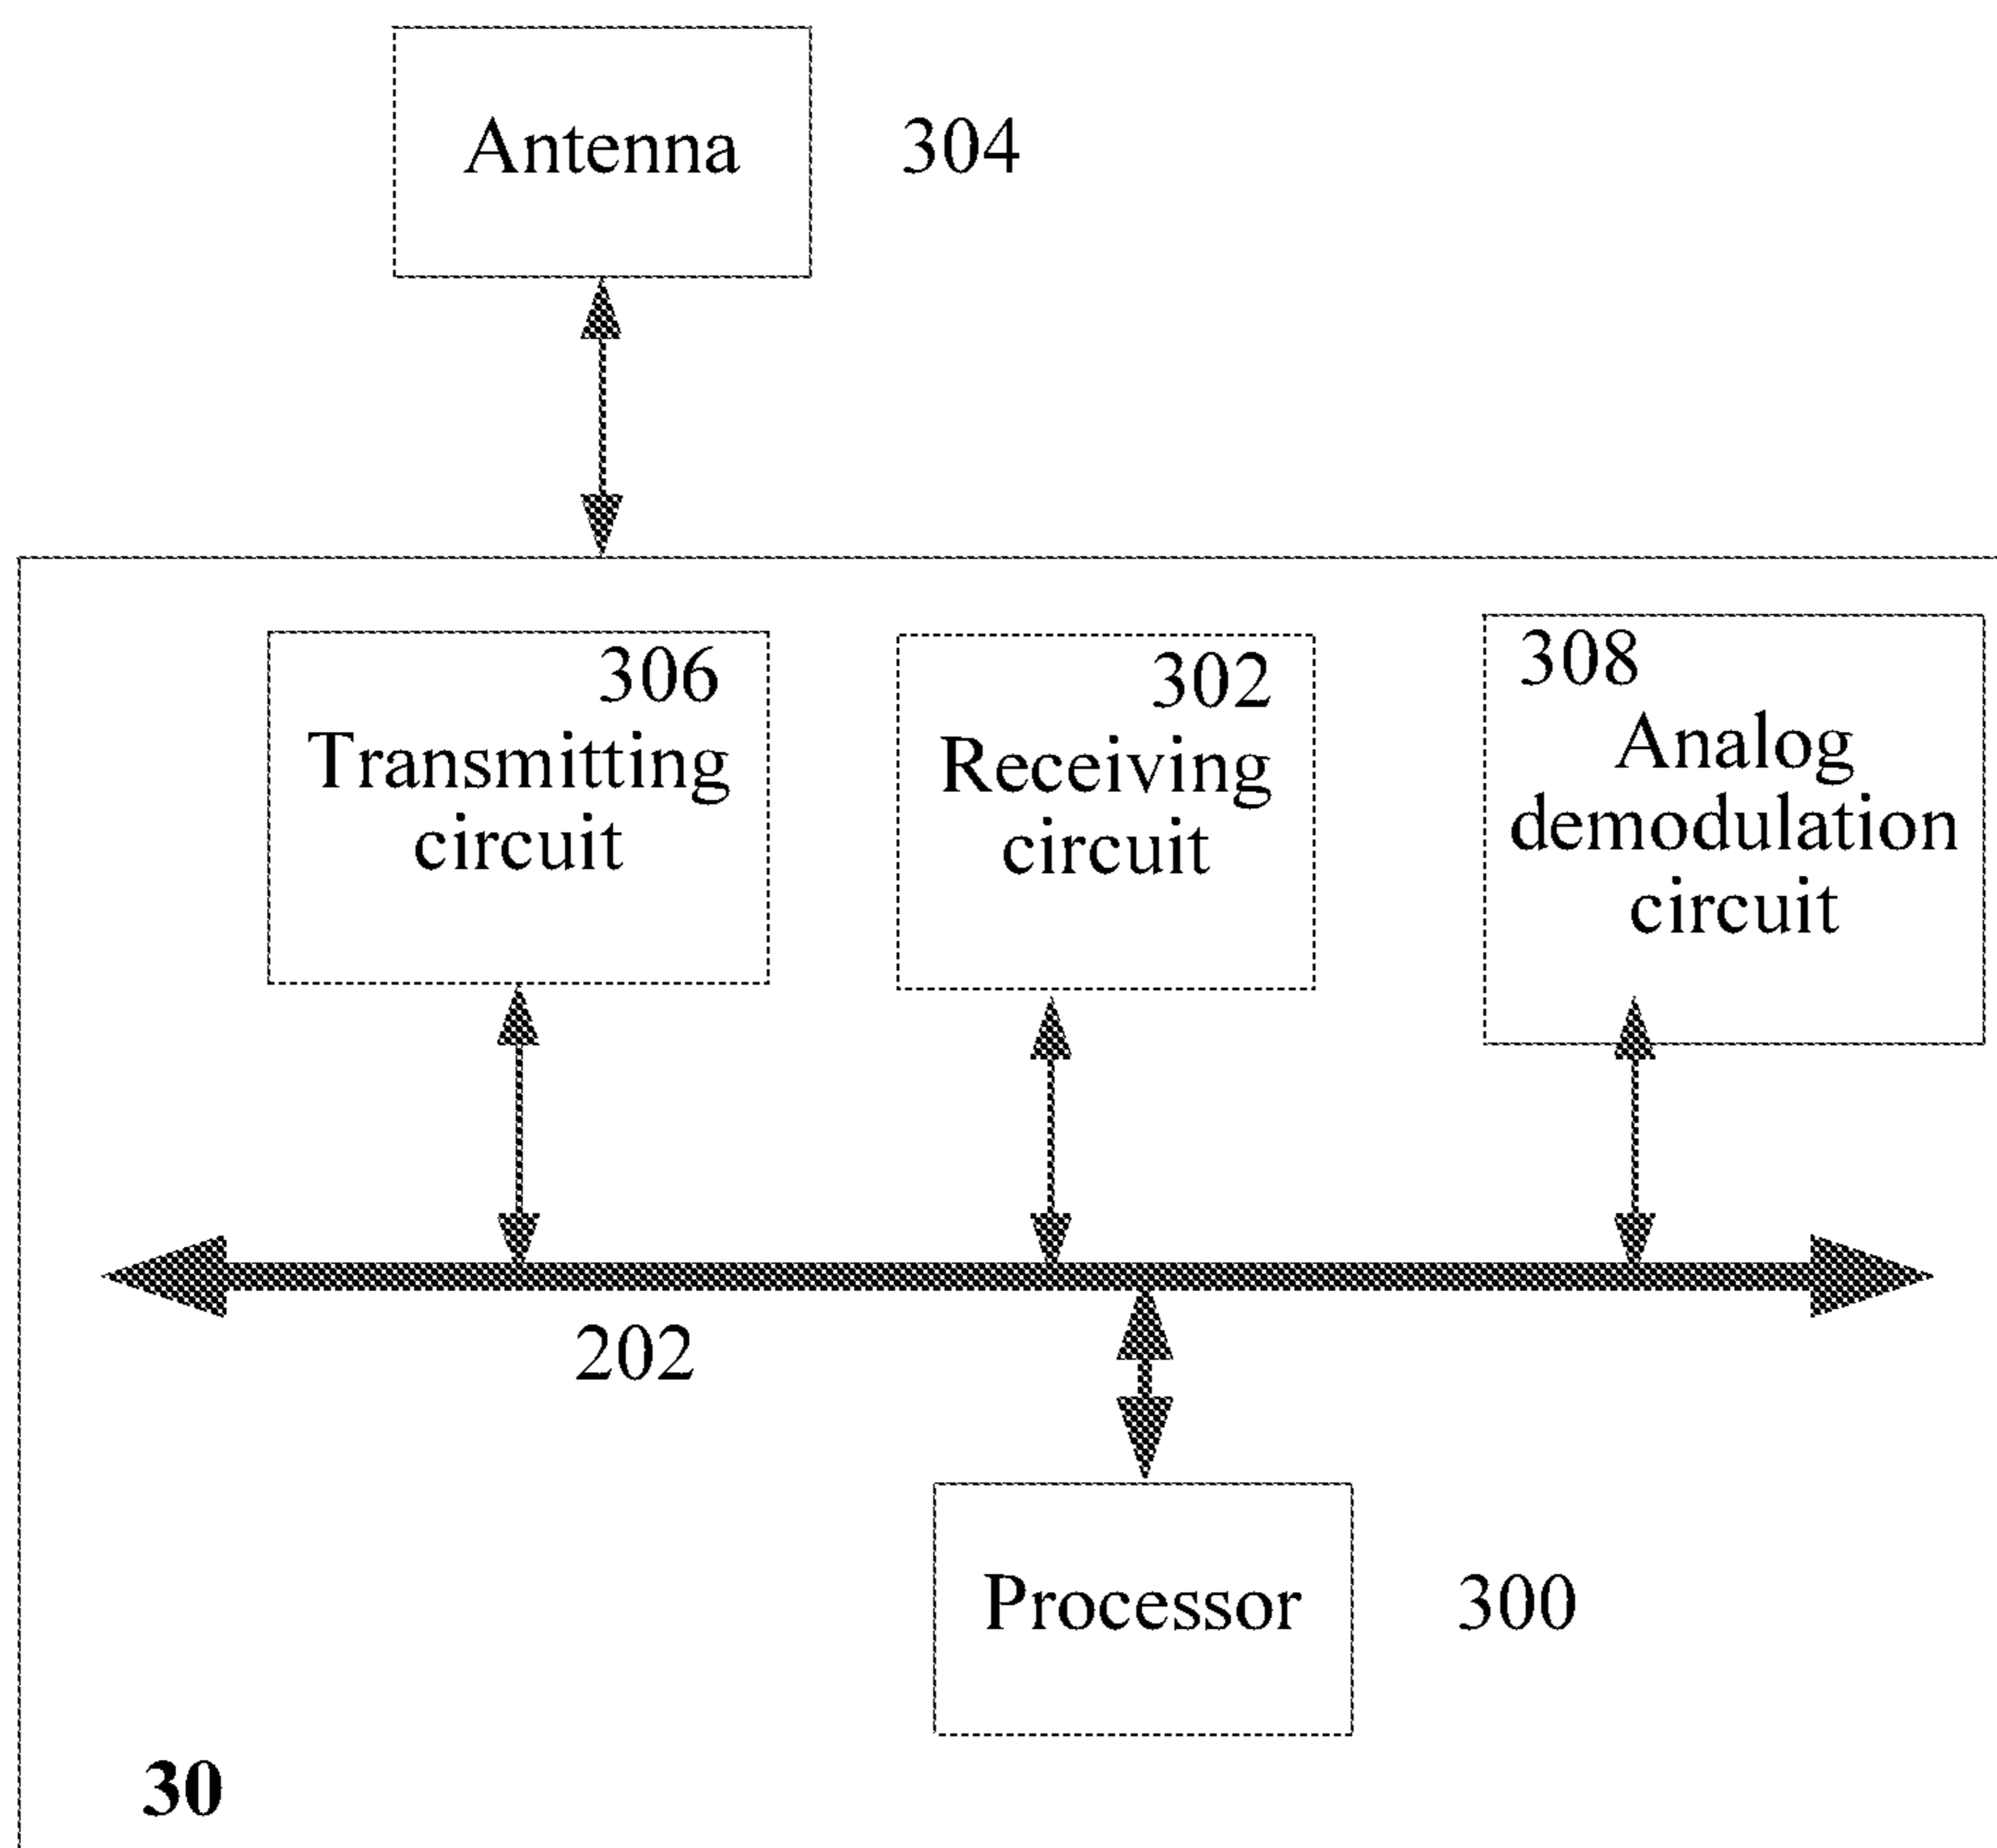 Antenna
304
306
Transmitting
circuit
302
Receiving
circuit
308
Analog
demodulation
circuit
202
Processor
300
30